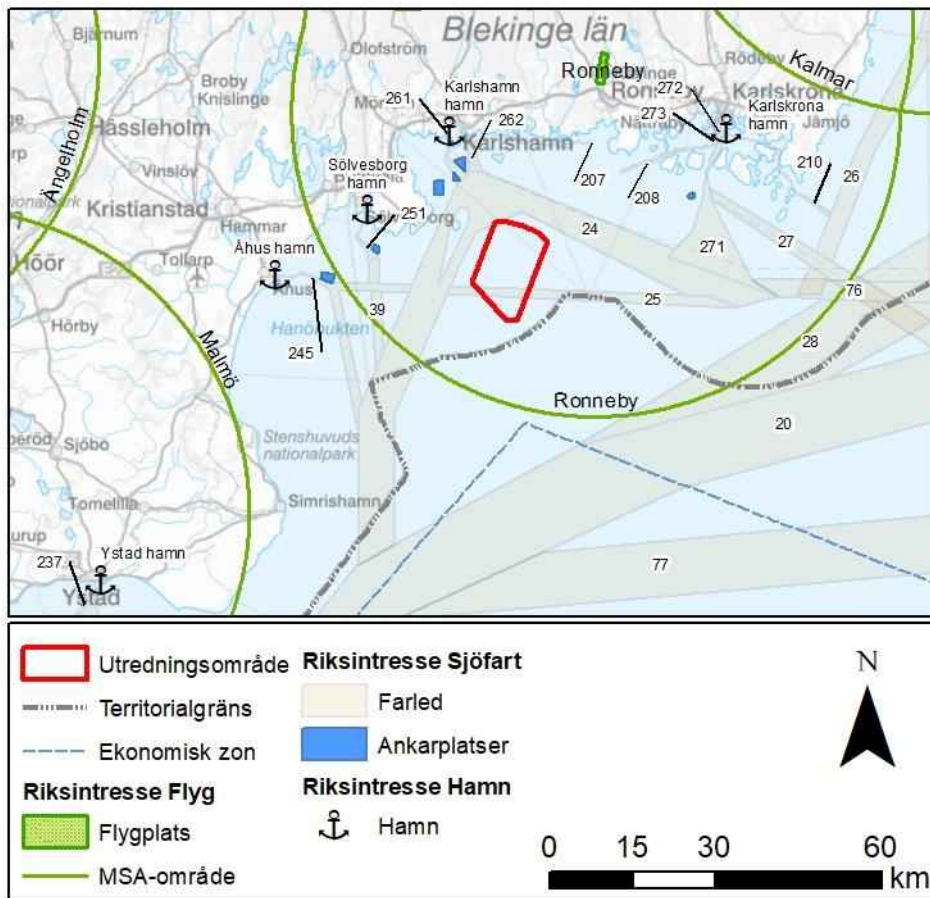 Blekinge län
Bjärnum
Olofström
Broby
Knislinge
Hässleholm
Vinslöv
Kristianstad
Hammar
Tollarp
Höör
Hörby
Sjöbo
Tomelilla
Simrishamn
Ystad
Ystad hamn
237
Ängelholm
Malmö
Kalmar
Ronneby
Rödeby
Karlskrona
Karlskrona hamn
Jämjö
Nättraby
Karlshamn hamn
Karlshamn
261
262
Sölvesborg hamn
251
Åhus hamn
Hanöbukten
245
39
207
208
272
273
210
26
24
271
27
25
76
28
Ronneby
20
77
Stenshuvuds
nationalpark
Utredningsområde
Territorialgräns
Ekonomisk zon
Riksintresse Flyg
Flygplats
MSA-område
Riksintresse Sjöfart
Farled
Ankarplatser
Riksintresse Hamn
Hamn
N
0 15 30 60
km